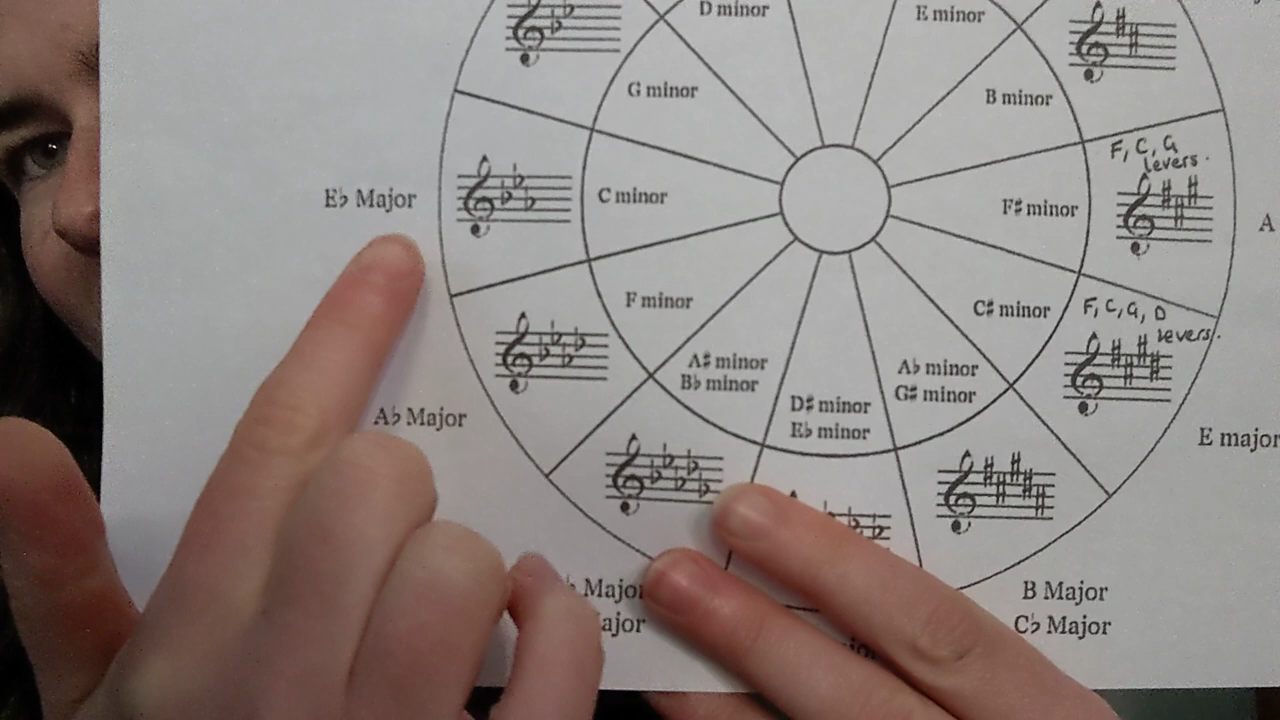 D minor
E minor
G minor
B minor
F, C, G
levers.
E♭ Major
C minor
F♯ minor
A
F minor
C♯ minor
F, C, G, D
levers.
A♯ minor
B♭ minor
A♭ minor
G♯ minor
D♯ minor
E♭ minor
A♭ Major
E major
Major
B Major
C♭ Major